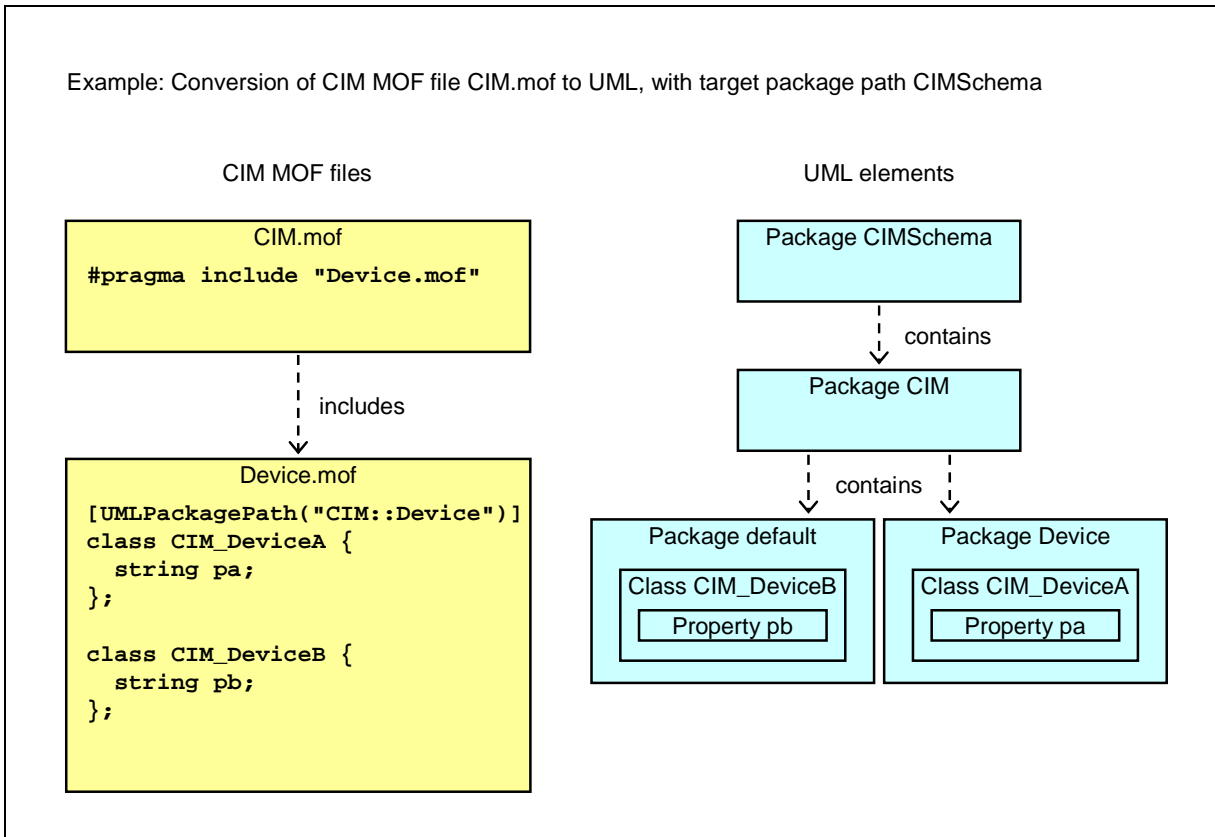 Example: Conversion of CIM MOF file CIM.mof to UML, with target package path CIMSchema
CIM MOF files
CIM.mof
#pragma include "Device.mof"
includes
Device.mof
[UMLPackagePath("CIM::Device")]
class CIM_DeviceA {
  string pa;
};
class CIM_DeviceB {
  string pb;
};
UML elements
Package CIMSchema
contains
Package CIM
contains
Package default
Class CIM_DeviceB
Property pb
Package Device
Class CIM_DeviceA
Property pa